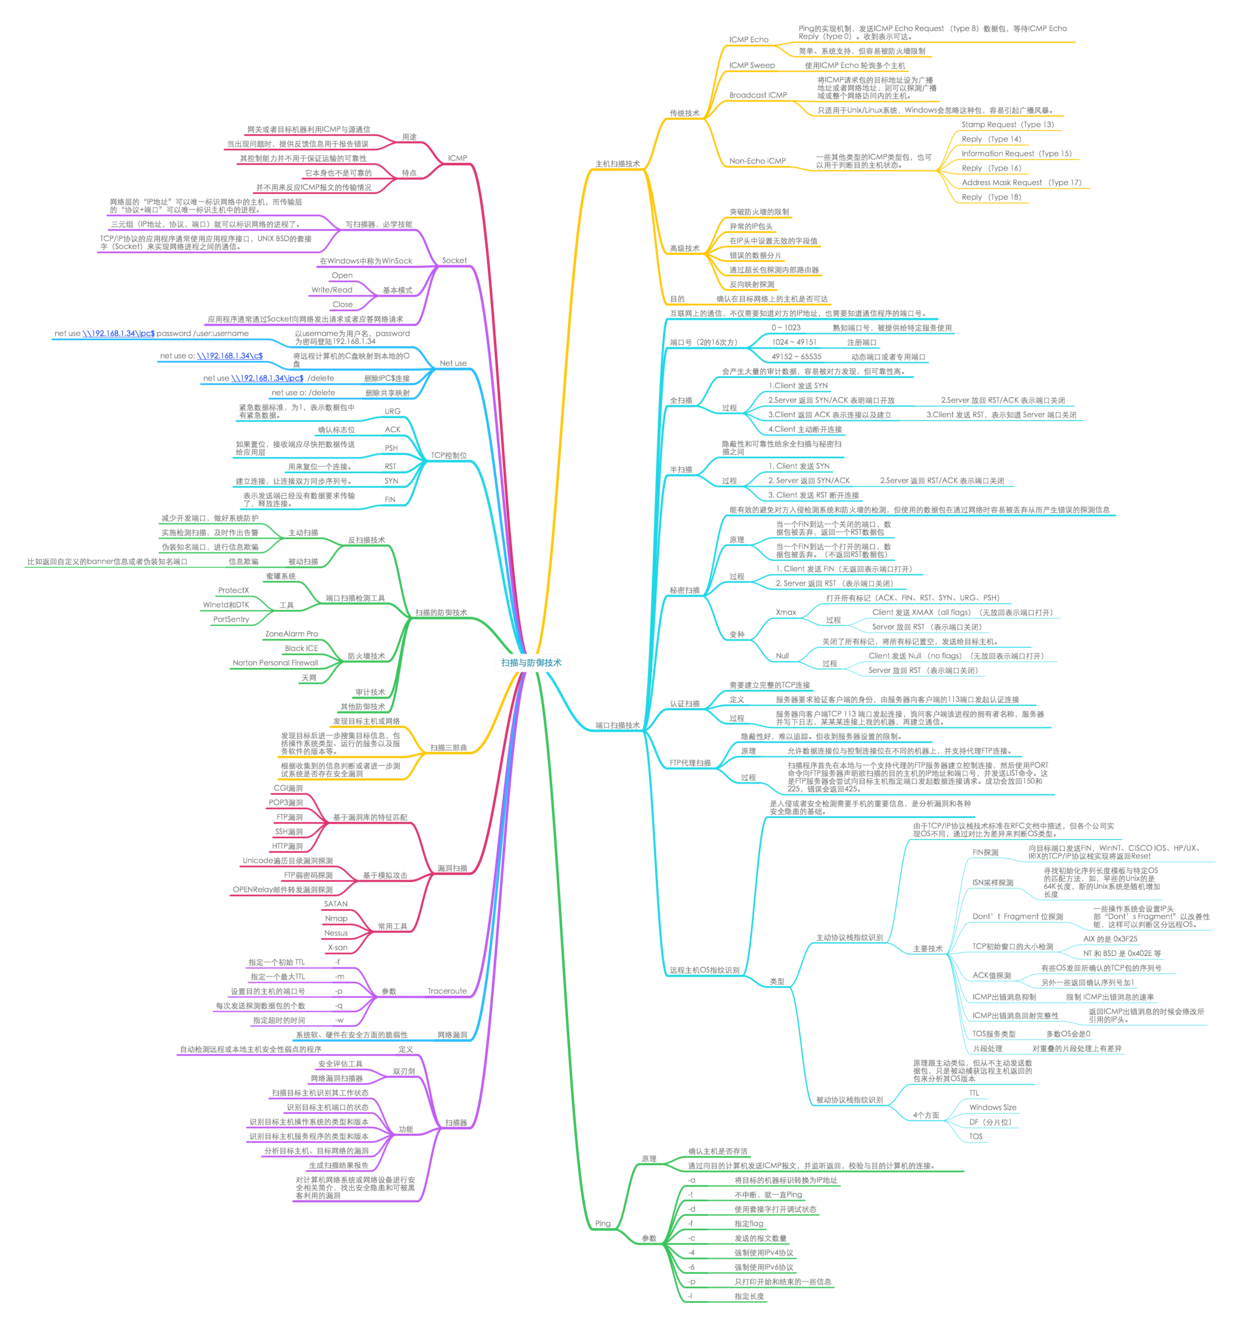 扫描与防御技术
主机扫描技术
传统技术
ICMP Echo
Ping的实现机制，发送ICMP Echo Request （type 8）数据包，等待ICMP Echo
Reply（type 0）。收到表示可达。
简单、系统支持，但容易被防火墙限制
ICMP Sweep
使用ICMP Echo 轮询多个主机
Broadcast ICMP
将ICMP请求包的目标地址设为广播
地址或者网络地址，则可以探测广播
域或整个网络访问内的主机。
只适用于Unix/Linux系统，Windows会忽略这种包，容易引起广播风暴。
Non-Echo ICMP
一些其他类型的ICMP类型包，也可
以用于判断目的主机状态。
Stamp Request（Type 13）
Reply （Type 14）
Information Request（Type 15）
Reply （Type 16）
Address Mask Request （Type 17）
Reply （Type 18）
高级技术
突破防火墙的限制
异常的IP包头
在IP头中设置无效的字段值
错误的数据分片
通过超长包探测内部路由器
反向映射探测
目的
确认在目标网络上的主机是否可达
端口扫描技术
互联网上的通信，不仅需要知道对方的IP地址，也需要知道通信程序的端口号。
端口号（2的16次方）
0 ~ 1023
熟知端口号，被提供给特定服务使用
1024 ~ 49151
注册端口
49152 ~ 65535
动态端口或者专用端口
全扫描
会产生大量的审计数据，容易被对方发现，但可靠性高。
过程
1.Client 发送 SYN
2.Server 返回 SYN/ACK 表明端口开放
2.Server 放回 RST/ACK 表示端口关闭
3.Client 返回 ACK 表示连接以及建立
3.Client 发送 RST，表示知道 Server 端口关闭
4.Client 主动断开连接
半扫描
隐蔽性和可靠性结余全扫描与秘密扫
描之间
过程
1. Client 发送 SYN
2. Server 返回 SYN/ACK
2.Server 返回 RST/ACK 表示端口关闭
3. Client 发送 RST 断开连接
秘密扫描
能有效的避免对方入侵检测系统和防火墙的检测，但使用的数据包在通过网络时容易被丢弃从而产生错误的探测信息
原理
当一个FIN到达一个关闭的端口，数
据包被丢弃，返回一个RST数据包
当一个FIN到达一个打开的端口，数
据包被丢弃。（不返回RST数据包）
过程
1. Client 发送 FIN（无返回表示端口打开）
2. Server 返回 RST （表示端口关闭）
变种
Xmax
打开所有标记（ACK、FIN、RST、SYN、URG、PSH）
过程
Client 发送 XMAX（all flags）（无放回表示端口打开）
Server 放回 RST （表示端口关闭）
Null
关闭了所有标记，将所有标记置空，发送给目标主机。
过程
Client 发送 Null （no flags）（无放回表示端口打开）
Server 放回 RST （表示端口关闭）
认证扫描
需要建立完整的TCP连接
定义
服务器要求验证客户端的身份，由服务器向客户端的113端口发起认证连接
过程
服务器向客户端TCP 113 端口发起连接，询问客户端该进程的拥有者名称，服务器
并写下日志，某某某连接上我的机器，再建立通信。
FTP代理扫描
隐蔽性好，难以追踪。但收到服务器设置的限制。
原理
允许数据连接位与控制连接位在不同的机器上，并支持代理FTP连接。
过程
扫描程序首先在本地与一个支持代理的FTP服务器建立控制连接，然后使用PORT
命令向FTP服务器声明欲扫描的目的主机的IP地址和端口号，并发送LIST命令。这
是FTP服务器会尝试向目标主机指定端口发起数据连接请求。成功会放回150和
225，错误会返回425。
远程主机OS指纹识别
是入侵或者安全检测需要手机的重要信息，是分析漏洞和各种
安全隐患的基础。
类型
主动协议栈指纹识别
由于TCP/IP协议栈技术标准在RFC文档中描述，但各个公司实
现OS不同，通过对比为差异来判断OS类型。
主要技术
FIN探测
向目标端口发送FIN，WinNT、CISCO IOS、HP/UX、
IRIX的TCP/IP协议栈实现将返回Reset
ISN采样探测
寻找初始化序列长度模板与特定OS
的匹配方法，如，早些的Unix的是
64K长度，新的Unix系统是随机增加
长度
Dont’t Fragment 位探测
一些操作系统会设置IP头
部“Dont’s Fragment”以改善性
能，这样可以判断区分远程OS。
TCP初始窗口的大小检测
AIX 的是 0x3F25
NT 和 BSD 是 0x402E 等
ACK值探测
有些OS发回所确认的TCP包的序列号
另外一些返回确认序列号加1
ICMP出错消息抑制
限制 ICMP出错消息的速率
ICMP出错消息回射完整性
返回ICMP出错消息的时候会修改所
引用的IP头。
TOS服务类型
多数OS会是0
片段处理
对重叠的片段处理上有差异
被动协议栈指纹识别
原理跟主动类似，但从不主动发送数
据包，只是被动捕获远程主机返回的
包来分析其OS版本
4个方面
TTL
Windows Size
DF（分片位）
TOS
Ping
原理
确认主机是否存活
通过向目的计算机发送ICMP报文，并监听返回，校验与目的计算机的连接。
参数
-a
将目标的机器标识转换为IP地址
-t
不中断，就一直Ping
-d
使用套接字打开调试状态
-f
指定flag
-c
发送的报文数量
-4
强制使用IPv4协议
-6
强制使用IPv6协议
-p
只打印开始和结束的一些信息
-l
指定长度
ICMP
用途
网关或者目标机器利用ICMP与源通信
当出现问题时，提供反馈信息用于报告错误
特点
其控制能力并不用于保证运输的可靠性
它本身也不是可靠的
并不用来反应ICMP报文的传输情况
Socket
写扫描器，必学技能
网络层的“IP地址”可以唯一标识网络中的主机，而传输层
的“协议+端口”可以唯一标识主机中的进程。
三元组（IP地址，协议，端口）就可以标识网络的进程了。
TCP/IP协议的应用程序通常使用应用程序接口，UNIX BSD的套接
字（Socket）来实现网络进程之间的通信。
在Windows中称为WinSock
基本模式
Open
Write/Read
Close
应用程序通常通过Socket向网络发出请求或者应答网络请求
Net use
以username为用户名，password
为密码登陆192.168.1.34
net use \\192.168.1.34\ipc$ password /user:username
将远程计算机的C盘映射到本地的O
盘
net use o: \\192.168.1.34\c$
删除IPC$连接
net use \\192.168.1.34\ipc$ /delete
删除共享映射
net use o: /delete
TCP控制位
URG
紧急数据标准，为1，表示数据包中
有紧急数据。
ACK
确认标志位
PSH
如果置位，接收端应尽快把数据传送
给应用层
RST
用来复位一个连接。
SYN
建立连接，让连接双方同步序列号。
FIN
表示发送端已经没有数据要求传输
了，释放连接。
扫描的防御技术
反扫描技术
主动扫描
减少开发端口，做好系统防护
实施检测扫描，及时作出告警
伪装知名端口，进行信息欺骗
被动扫描
信息欺骗
比如返回自定义的banner信息或者伪装知名端口
端口扫描检测工具
蜜罐系统
工具
ProtectX
Winetd和DTK
PortSentry
防火墙技术
ZoneAlarm Pro
Black ICE
Norton Personal Firewall
天网
审计技术
其他防御技术
扫描三部曲
发现目标主机或网络
发现目标后进一步搜集目标信息，包
括操作系统类型、运行的服务以及服
务软件的版本等。
根据收集到的信息判断或者进一步测
试系统是否存在安全漏洞
漏洞扫描
基于漏洞库的特征匹配
CGI漏洞
POP3漏洞
FTP漏洞
SSH漏洞
HTTP漏洞
基于模拟攻击
Unicode遍历目录漏洞探测
FTP弱密码探测
OPENRelay邮件转发漏洞探测
常用工具
SATAN
Nmap
Nessus
X-san
Traceroute
参数
-f
指定一个初始 TTL
-m
指定一个最大TTL
-p
设置目的主机的端口号
-q
每次发送探测数据包的个数
-w
指定超时的时间
网络漏洞
系统软、硬件在安全方面的脆弱性
扫描器
定义
自动检测远程或本地主机安全性弱点的程序
双刃剑
安全评估工具
网络漏洞扫描器
功能
扫描目标主机识别其工作状态
识别目标主机端口的状态
识别目标主机操作系统的类型和版本
识别目标主机服务程序的类型和版本
分析目标主机、目标网络的漏洞
生成扫描结果报告
对计算机网络系统或网络设备进行安
全相关简介，找出安全隐患和可被黑
客利用的漏洞